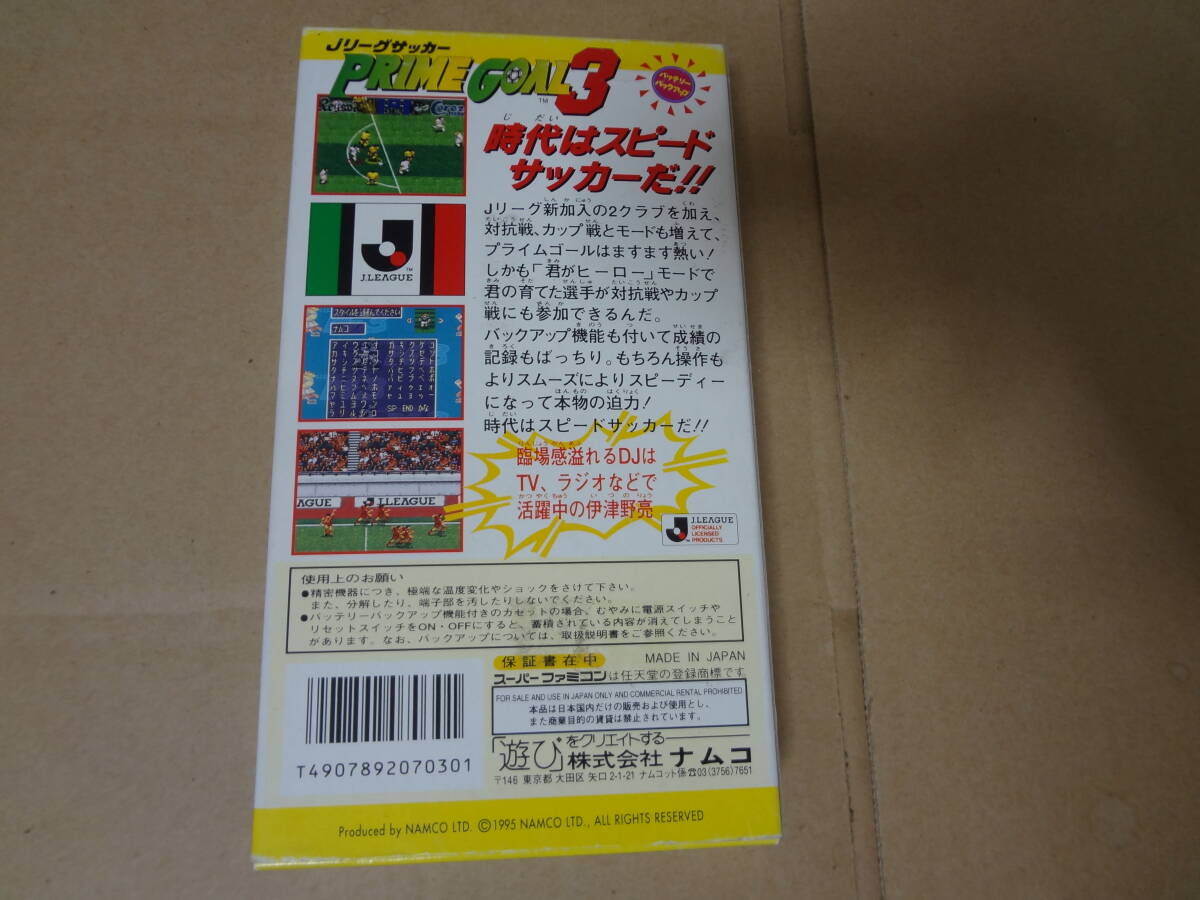 Jリーグサッカー
PRIME GOAL 3
TM
バッテリー
バックアップ
時代はスピード
サッカーだ!!
Jリーグ新加入の2クラブを加え、
対抗戦、カップ戦とモードも増えて、
プライムゴールはますます熱い!
しかも「君がヒーロー」モードで
君の育てた選手が対抗戦やカップ
戦にも参加できるんだ。
バックアップ機能も付いて成績の
記録もばっちり。もちろん操作も
よりスムーズによりスピーディー
になって本物の迫力!
時代はスピードサッカーだ!!
J.LEAGUE
TM
スタイルを選んでください
ナムコ
SP END かな
AGUE
J.LEAGUE
臨場感溢れるDJは
TV、ラジオなどで
活躍中の伊津野亮
J.LEAGUE
OFFICIALLY
LICENSED
PRODUCTS
使用上のお願い
●精密機器につき、極端な温度変化やショックをさけて下さい。
また、分解したり、端子部を汚したりしないでください。
●バッテリーバックアップ機能付きのカセットの場合、むやみに電源スイッチや
リセットスイッチをON・OFFにすると、蓄積されている内容が消えてしまうこと
があります。なお、バックアップについては、取扱説明書をご参照ください。
保証書在中
MADE IN JAPAN
スーパーファミコンは任天堂の登録商標です
FOR SALE AND USE IN JAPAN ONLY AND COMMERCIAL RENTAL PROHIBITED
本品は日本国内だけの販売および使用とし、
また商業目的の賃貸は禁止されています。
「遊び」をクリエイトする
株式会社ナムコ
〒146 東京都大田区矢口2-1-21 ナムコット係☎03(3756)7651
T4907892070301
Produced by NAMCO LTD. ©1995 NAMCO LTD., ALL RIGHTS RESERVED